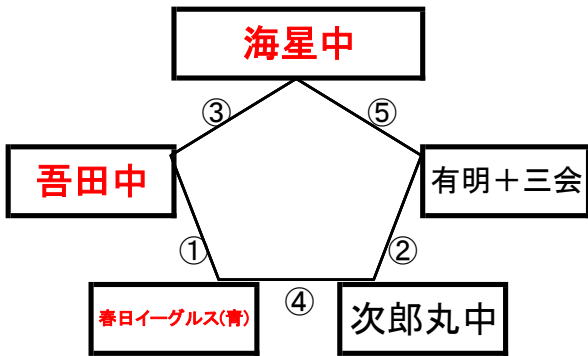 海星中
③
⑤
吾田中
有明＋三会
①
②
春日イーグルス(青)
④
次郎丸中